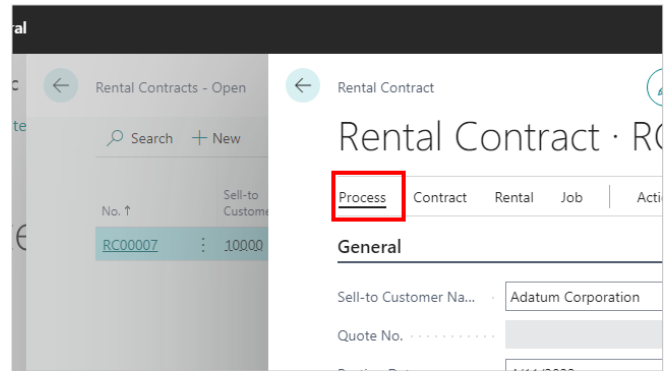 al
Rental Contracts - Open
Search + New
No. ↑
Sell-to
Custome
RC00007
10000
Rental Contract
Rental Contract · RC
Process Contract Rental Job Acti
General
Sell-to Customer Na... Adatum Corporation
Quote No.